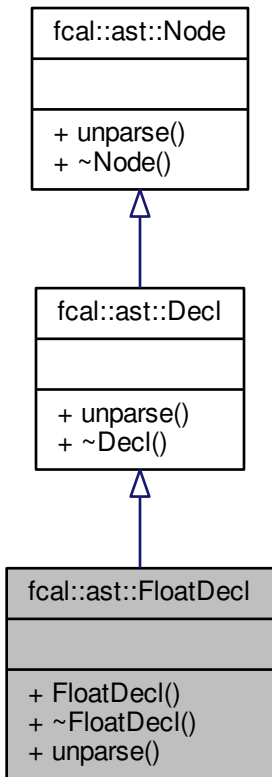 fcal::ast::Node
+ unparse()
+ ~Node()
fcal::ast::Decl
+ unparse()
+ ~Decl()
fcal::ast::FloatDecl
+ FloatDecl()
+ ~FloatDecl()
+ unparse()